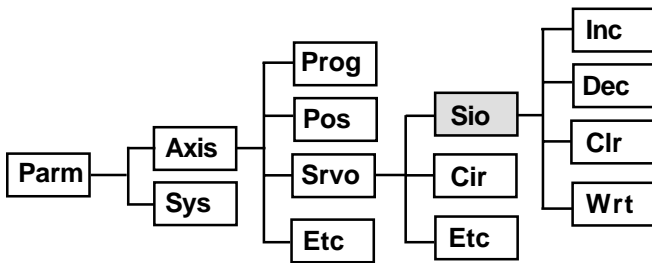 Parm
Axis
Sys
Prog
Pos
Srvo
Etc
Sio
Cir
Etc
Inc
Dec
Clr
Wrt